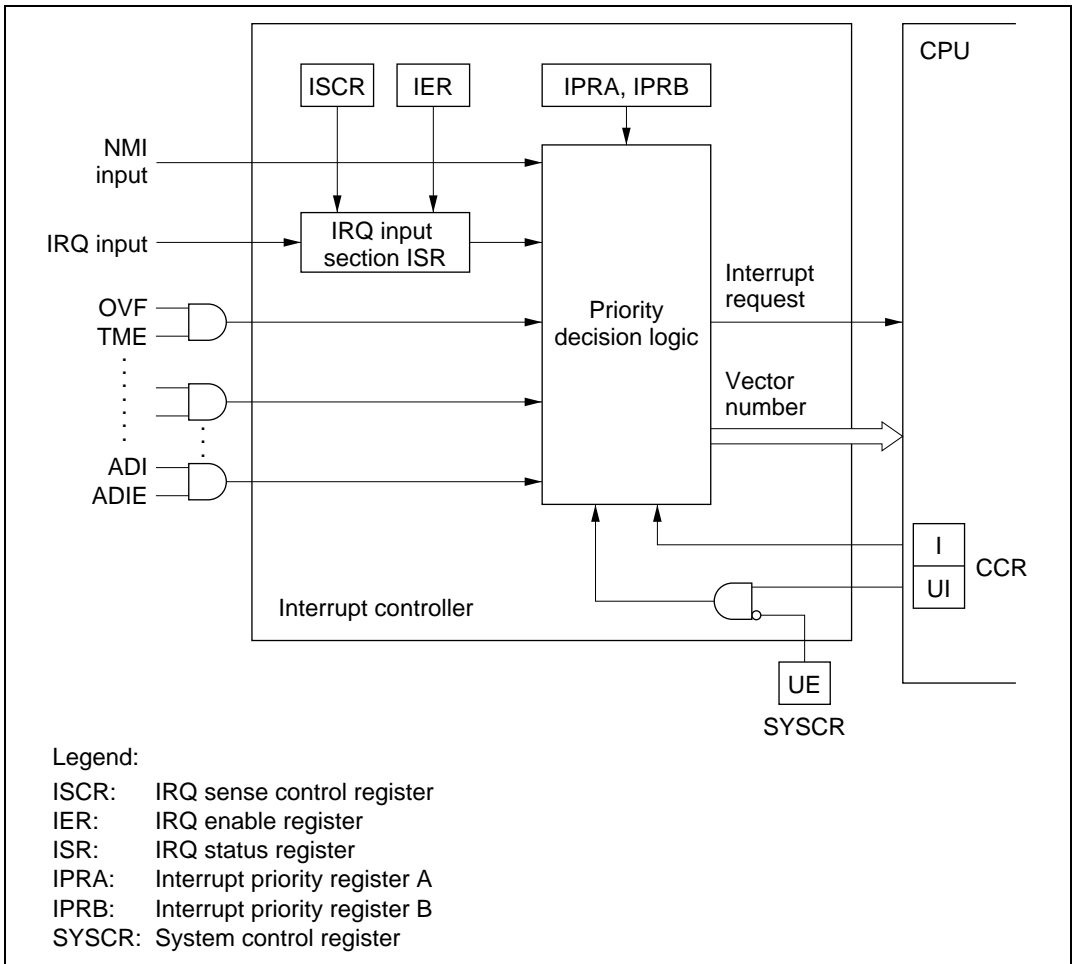 CPU
ISCR
IER
IPRA, IPRB
NMI
input
IRQ input
IRQ input
section ISR
OVF
TME
Priority
decision logic
Interrupt
request
Vector
number
ADI
ADIE
I
UI
CCR
Interrupt controller
UE
SYSCR
Legend:
ISCR: IRQ sense control register
IER: IRQ enable register
ISR: IRQ status register
IPRA: Interrupt priority register A
IPRB: Interrupt priority register B
SYSCR: System control register